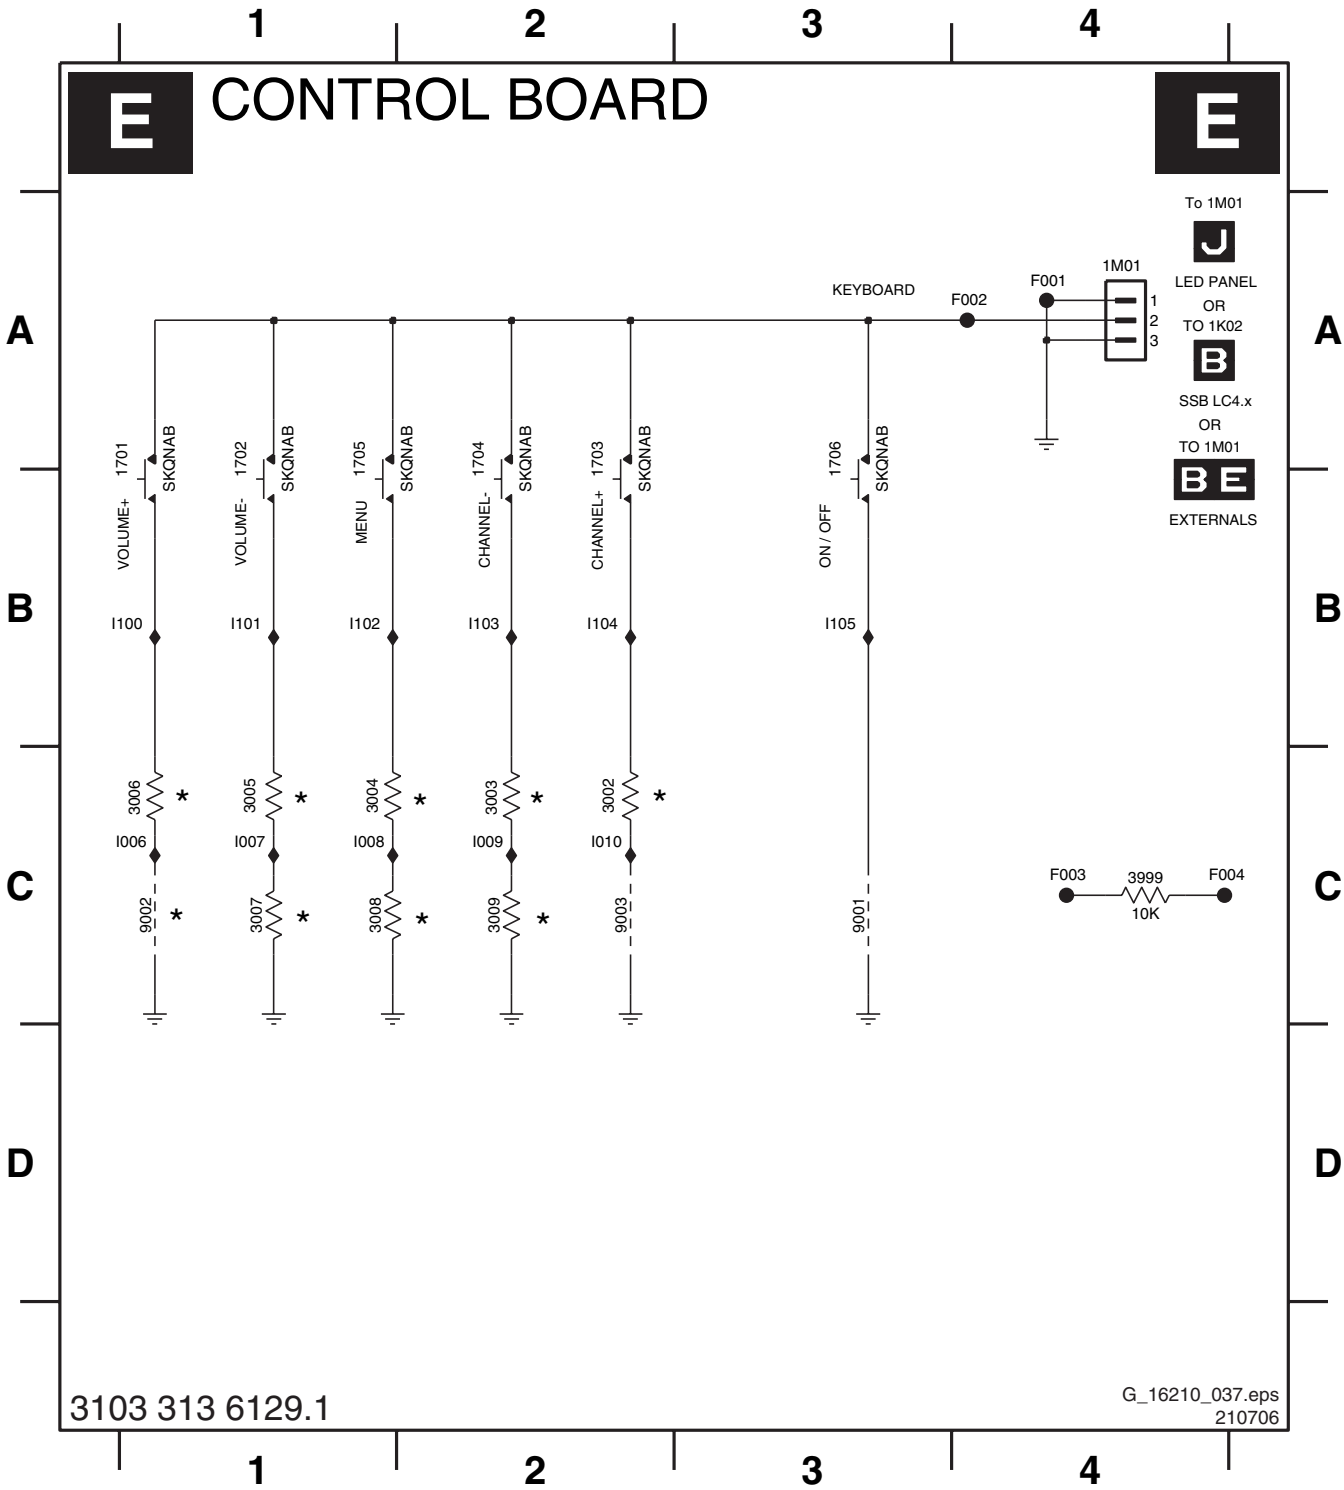 1 2 3 4
E CONTROL BOARD E
To 1M01
J
LED PANEL
OR
TO 1K02
B
SSB LC4.x
OR
TO 1M01
B E
EXTERNALS
A A
KEYBOARD F002 F001 1M01
1
2
3
1701 SKQNAB VOLUME+
1702 SKQNAB VOLUME-
1705 SKQNAB MENU
1704 SKQNAB CHANNEL-
1703 SKQNAB CHANNEL+
1706 SKQNAB ON / OFF
B B
I100 I101 I102 I103 I104 I105
3006 * 3005 * 3004 * 3003 * 3002 *
I006 I007 I008 I009 I010
C C
9002 * 3007 * 3008 * 3009 * 9003 9001
F003 3999 F004
10K
D D
3103 313 6129.1
G_16210_037.eps
210706
1 2 3 4